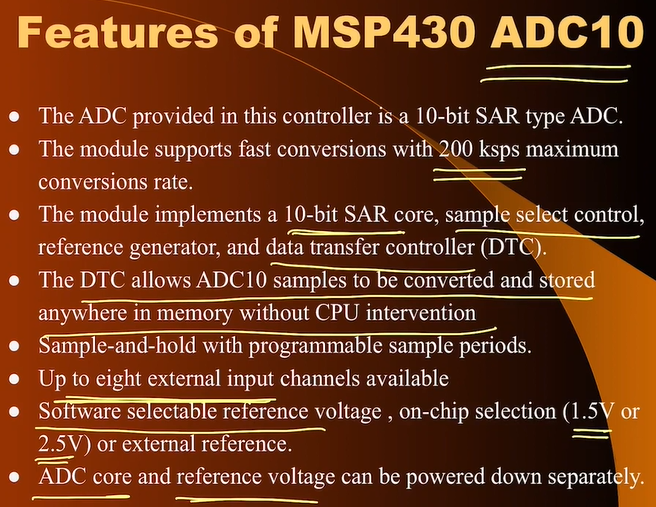 Features of MSP430 ADC10
● The ADC provided in this controller is a 10-bit SAR type ADC.
● The module supports fast conversions with 200 ksps maximum
conversions rate.
● The module implements a 10-bit SAR core, sample select control,
reference generator, and data transfer controller (DTC).
● The DTC allows ADC10 samples to be converted and stored
anywhere in memory without CPU intervention
● Sample-and-hold with programmable sample periods.
● Up to eight external input channels available
● Software selectable reference voltage , on-chip selection (1.5V or
2.5V) or external reference.
● ADC core and reference voltage can be powered down separately.